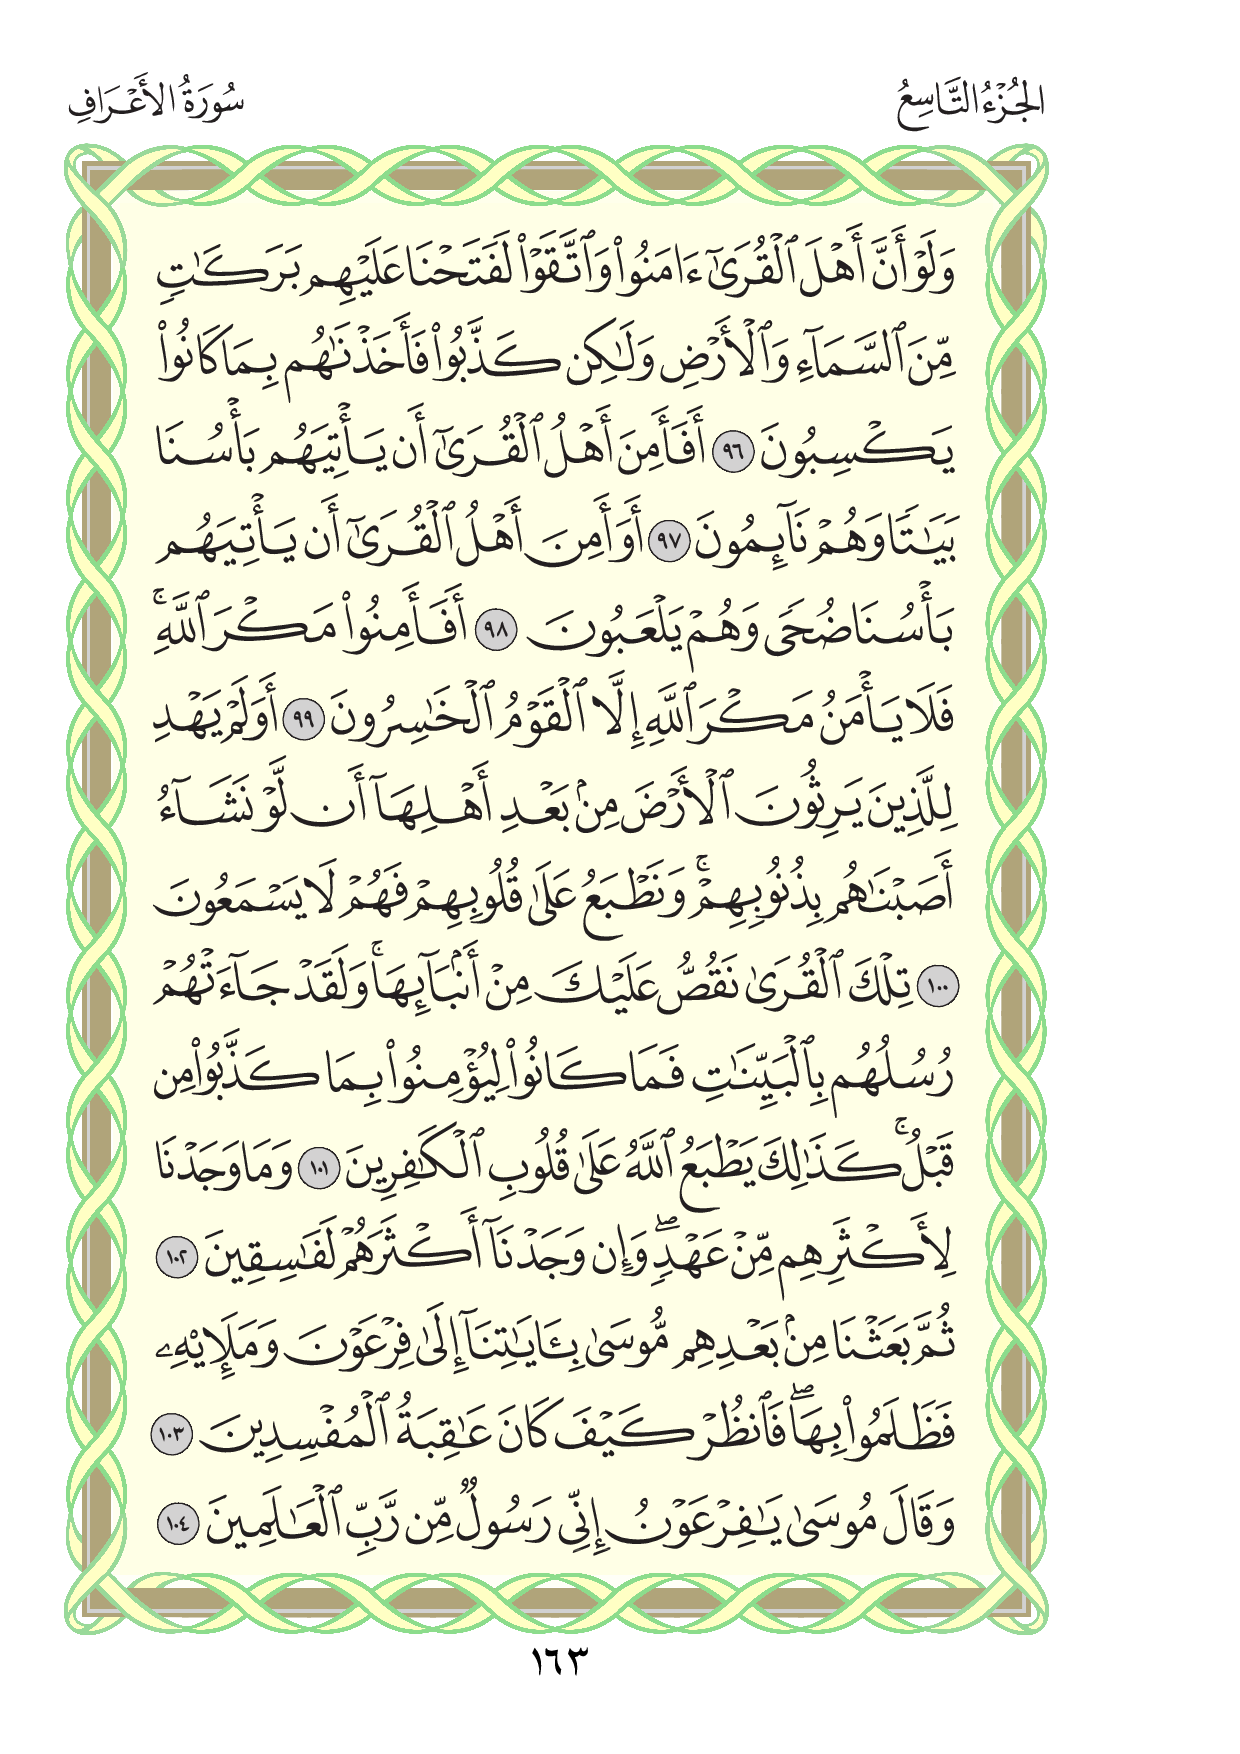 الجُزْءُ التَّاسِعُ
سُورَةُ الأَعْرَافِ
وَلَوْ أَنَّ أَهْلَ ٱلْقُرَىٰٓ ءَامَنُواْ وَٱتَّقَوْاْ لَفَتَحْنَا عَلَيْهِم بَرَكَٰتٖ
مِّنَ ٱلسَّمَآءِ وَٱلْأَرْضِ وَلَٰكِن كَذَّبُواْ فَأَخَذْنَٰهُم بِمَا كَانُواْ
يَكْسِبُونَ ٩٦ أَفَأَمِنَ أَهْلُ ٱلْقُرَىٰٓ أَن يَأْتِيَهُم بَأْسُنَا
بَيَٰتٗا وَهُمْ نَآئِمُونَ ٩٧ أَوَأَمِنَ أَهْلُ ٱلْقُرَىٰٓ أَن يَأْتِيَهُم
بَأْسُنَا ضُحٗى وَهُمْ يَلْعَبُونَ ٩٨ أَفَأَمِنُواْ مَكْرَ ٱللَّهِۚ
فَلَا يَأْمَنُ مَكْرَ ٱللَّهِ إِلَّا ٱلْقَوْمُ ٱلْخَٰسِرُونَ ٩٩ أَوَلَمْ يَهْدِ
لِلَّذِينَ يَرِثُونَ ٱلْأَرْضَ مِنۢ بَعْدِ أَهْلِهَآ أَن لَّوْ نَشَآءُ
أَصَبْنَٰهُم بِذُنُوبِهِمْۚ وَنَطْبَعُ عَلَىٰ قُلُوبِهِمْ فَهُمْ لَا يَسْمَعُونَ
١٠٠ تِلْكَ ٱلْقُرَىٰ نَقُصُّ عَلَيْكَ مِنْ أَنۢبَآئِهَاۚ وَلَقَدْ جَآءَتْهُمْ
رُسُلُهُم بِٱلْبَيِّنَٰتِ فَمَا كَانُواْ لِيُؤْمِنُواْ بِمَا كَذَّبُواْ مِن
قَبْلُۚ كَذَٰلِكَ يَطْبَعُ ٱللَّهُ عَلَىٰ قُلُوبِ ٱلْكَٰفِرِينَ ١٠١ وَمَا وَجَدْنَا
لِأَكْثَرِهِم مِّنْ عَهْدٖۖ وَإِن وَجَدْنَآ أَكْثَرَهُمْ لَفَٰسِقِينَ ١٠٢
ثُمَّ بَعَثْنَا مِنۢ بَعْدِهِم مُّوسَىٰ بِـَٔايَٰتِنَآ إِلَىٰ فِرْعَوْنَ وَمَلَإِيْهِۦ
فَظَلَمُواْ بِهَاۖ فَٱنظُرْ كَيْفَ كَانَ عَٰقِبَةُ ٱلْمُفْسِدِينَ ١٠٣
وَقَالَ مُوسَىٰ يَٰفِرْعَوْنُ إِنِّي رَسُولٞ مِّن رَّبِّ ٱلْعَٰلَمِينَ ١٠٤
١٦٣